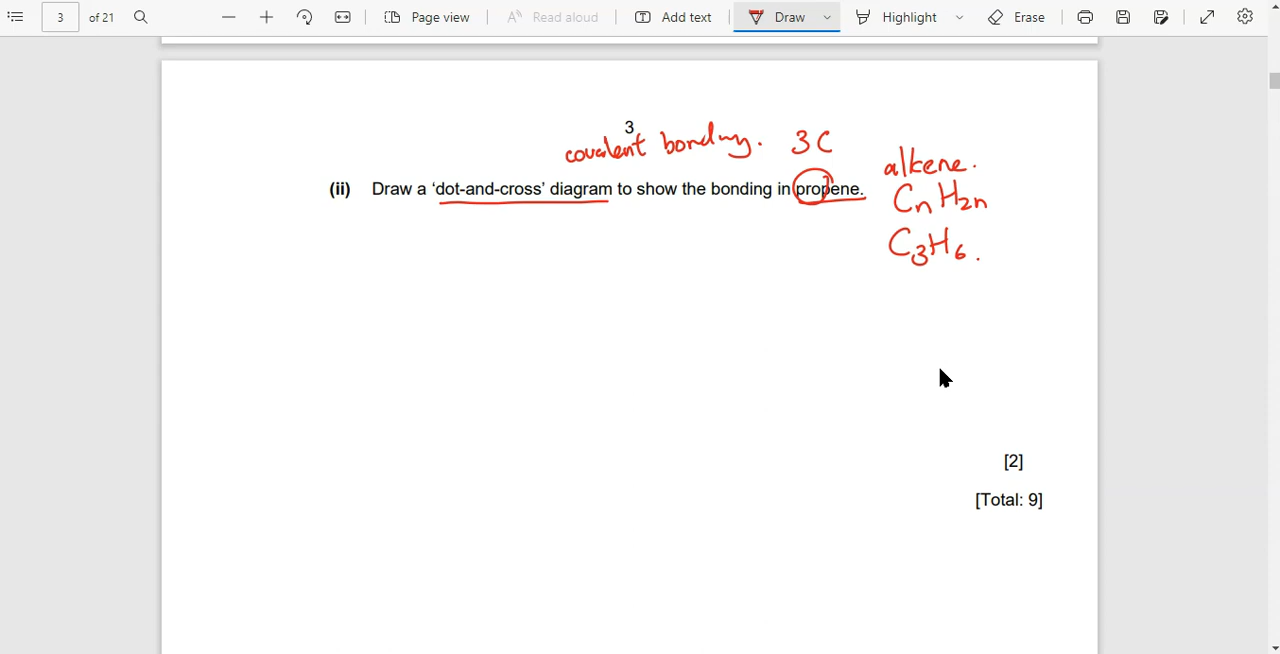 3 of 21 Page view Read aloud Add text Draw Highlight Erase
3
covalent bonding. 3C
alkene.
(ii) Draw a ‘dot-and-cross’ diagram to show the bonding in propene.
CnH2n
C3H6.
[2]
[Total: 9]